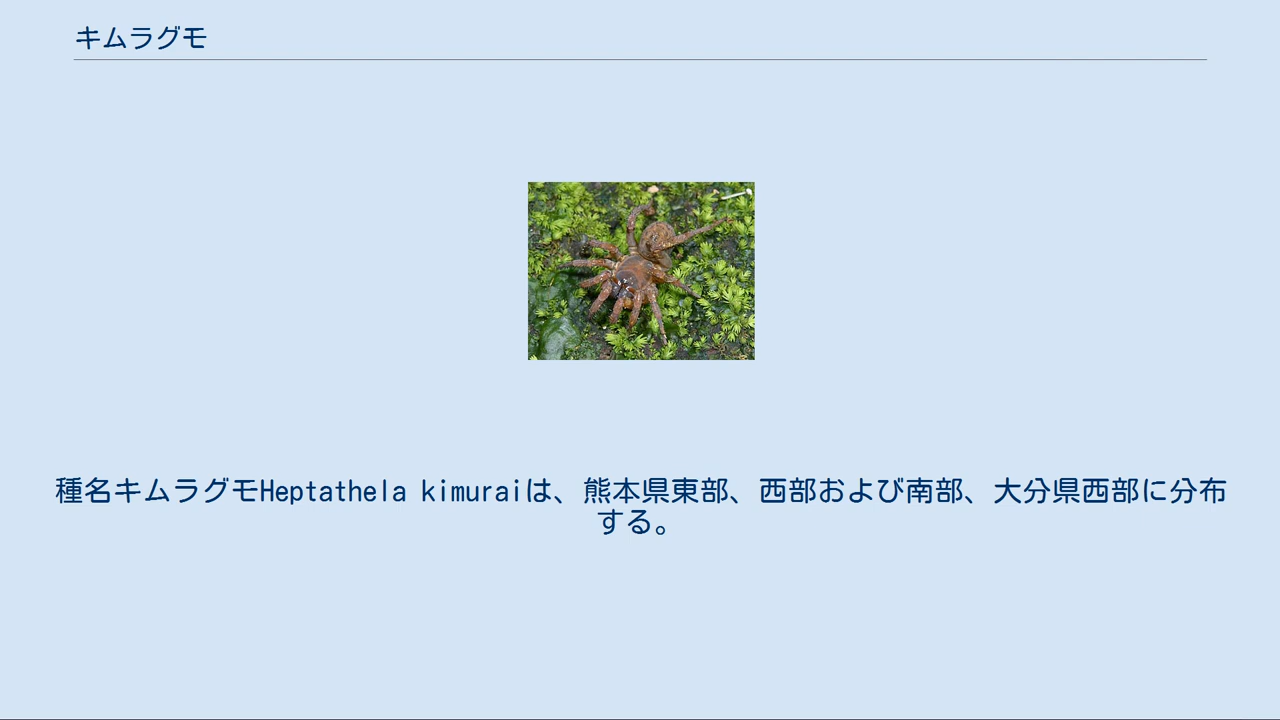 キムラグモ
種名キムラグモHeptathela kimuraiは、熊本県東部、西部および南部、大分県西部に分布
する。